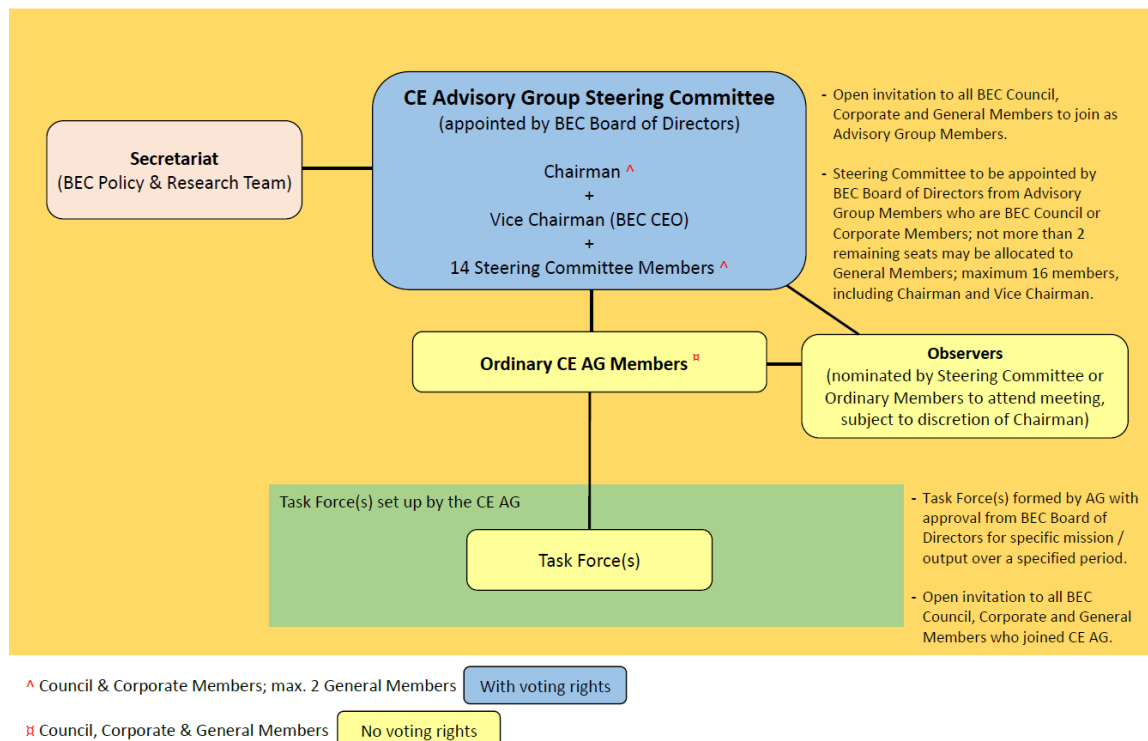 CE Advisory Group Steering Committee
(appointed by BEC Board of Directors)
Chairman ^
+
Vice Chairman (BEC CEO)
+
14 Steering Committee Members ^
Secretariat
(BEC Policy & Research Team)
- Open invitation to all BEC Council,
Corporate and General Members to join as
Advisory Group Members.
- Steering Committee to be appointed by
BEC Board of Directors from Advisory
Group Members who are BEC Council or
Corporate Members; not more than 2
remaining seats may be allocated to
General Members; maximum 16 members,
including Chairman and Vice Chairman.
Ordinary CE AG Members ¤
Observers
(nominated by Steering Committee or
Ordinary Members to attend meeting,
subject to discretion of Chairman)
Task Force(s) set up by the CE AG
Task Force(s)
- Task Force(s) formed by AG with
approval from BEC Board of
Directors for specific mission /
output over a specified period.
- Open invitation to all BEC
Council, Corporate and General
Members who joined CE AG.
^ Council & Corporate Members; max. 2 General Members
With voting rights
¤ Council, Corporate & General Members
No voting rights